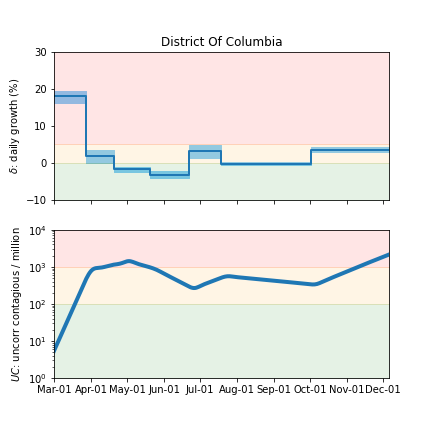 District Of Columbia
30
20
10
0
−10
δ: daily growth (%)
10⁴
10³
10²
10¹
10⁰
UC: uncorr contagious / million
Mar-01 Apr-01 May-01 Jun-01 Jul-01 Aug-01 Sep-01 Oct-01 Nov-01 Dec-01